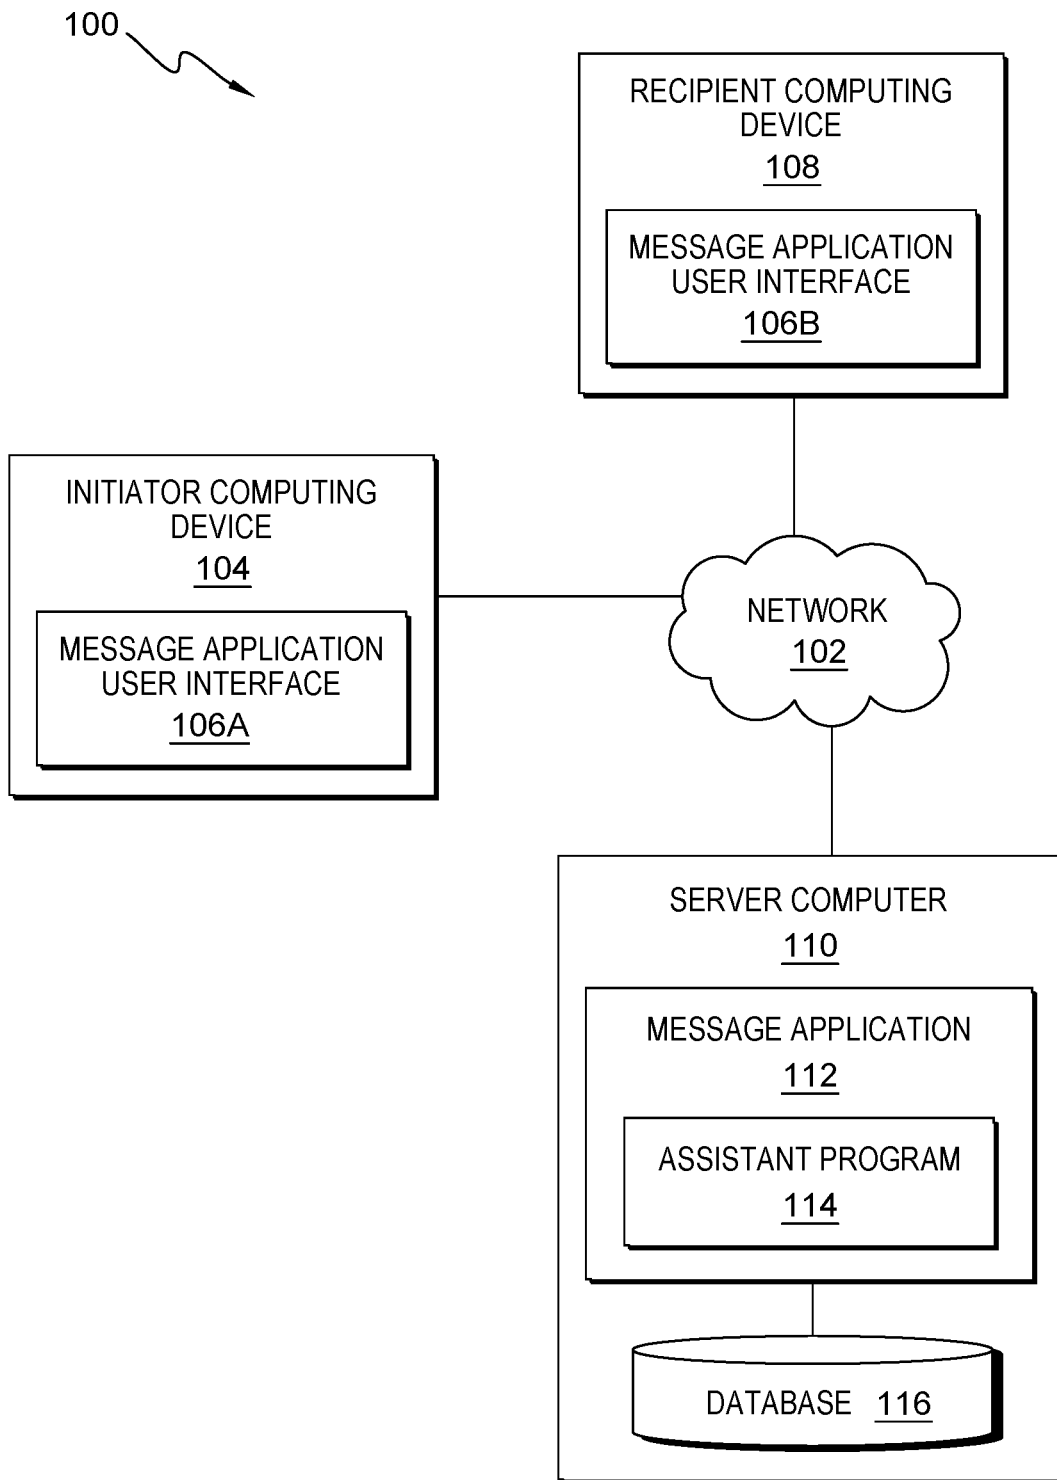 100
RECIPIENT COMPUTING
DEVICE
108
MESSAGE APPLICATION
USER INTERFACE
106B
INITIATOR COMPUTING
DEVICE
104
MESSAGE APPLICATION
USER INTERFACE
106A
NETWORK
102
SERVER COMPUTER
110
MESSAGE APPLICATION
112
ASSISTANT PROGRAM
114
DATABASE 116